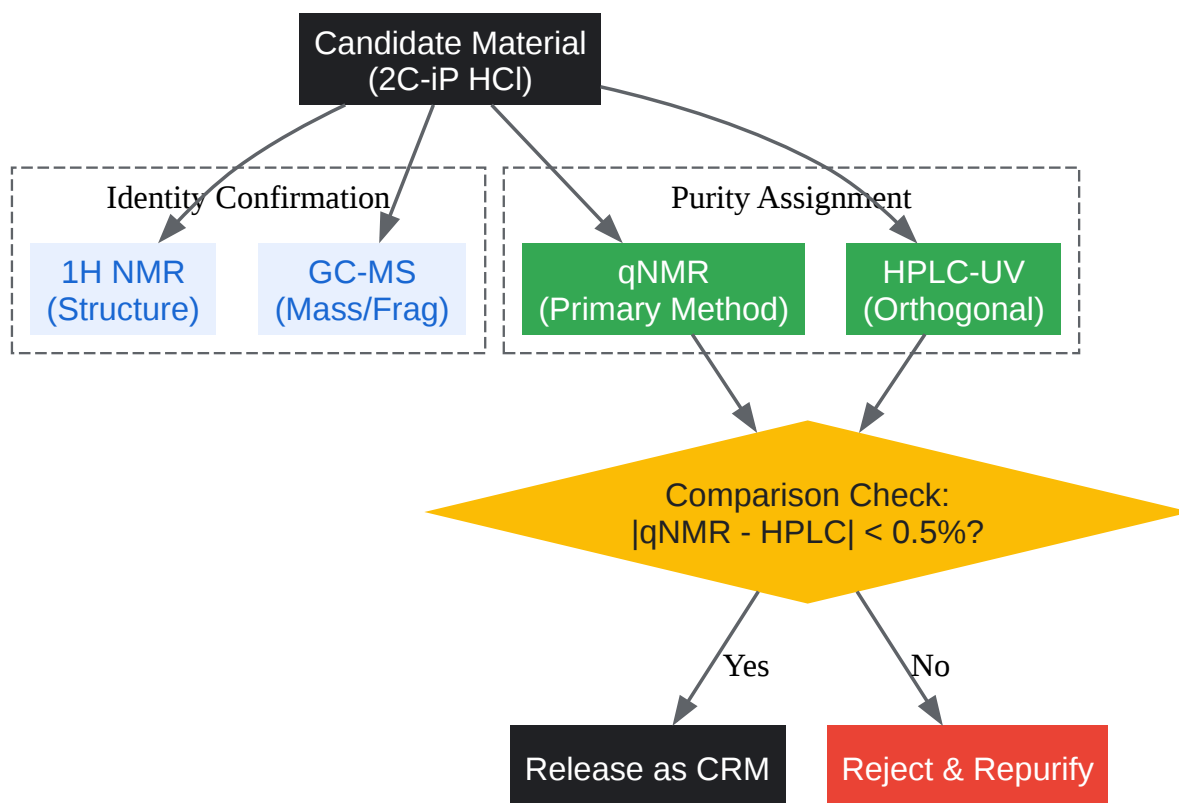 Candidate Material
(2C-iP HCl)
Identity Confirmation
Purity Assignment
1H NMR
(Structure)
GC-MS
(Mass/Frag)
qNMR
(Primary Method)
HPLC-UV
(Orthogonal)
Comparison Check:
|qNMR - HPLC| < 0.5%?
Yes
No
Release as CRM
Reject & Repurify